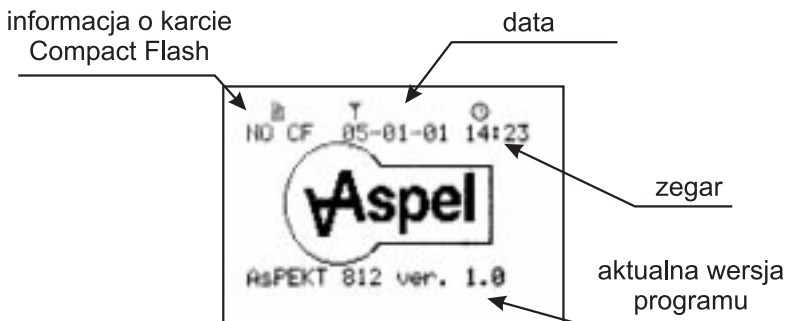 informacja o karcie
Compact Flash
data
NO CF 05-01-01 14:23
Aspel
zegar
AsPEKT 812 ver. 1.0
aktualna wersja
programu